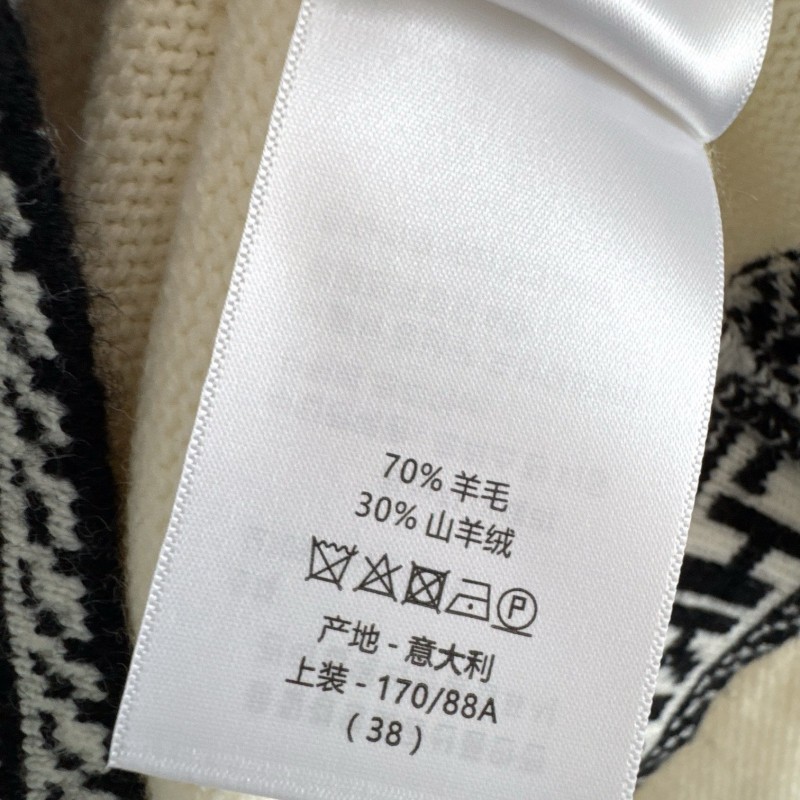 70% 羊毛
30% 山羊绒
P
产地 - 意大利
上装 - 170/88A
( 38 )